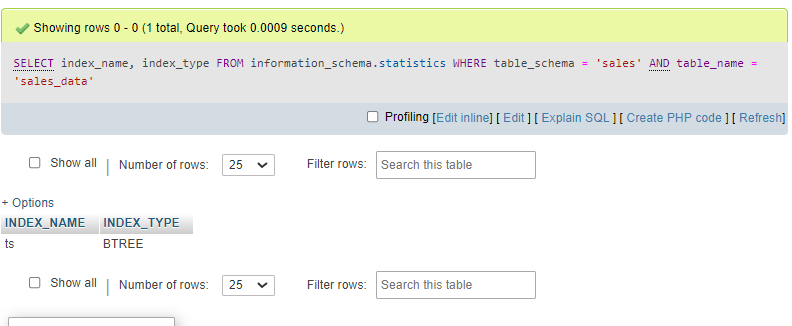 Showing rows 0 - 0 (1 total, Query took 0.0009 seconds.)
SELECT index_name, index_type FROM information_schema.statistics WHERE table_schema = 'sales' AND table_name =
'sales_data'
Profiling [Edit inline] [ Edit ] [ Explain SQL ] [ Create PHP code ] [ Refresh]
Show all | Number of rows: 25 Filter rows: Search this table
+ Options
INDEX_NAME INDEX_TYPE
ts BTREE
Show all | Number of rows: 25 Filter rows: Search this table